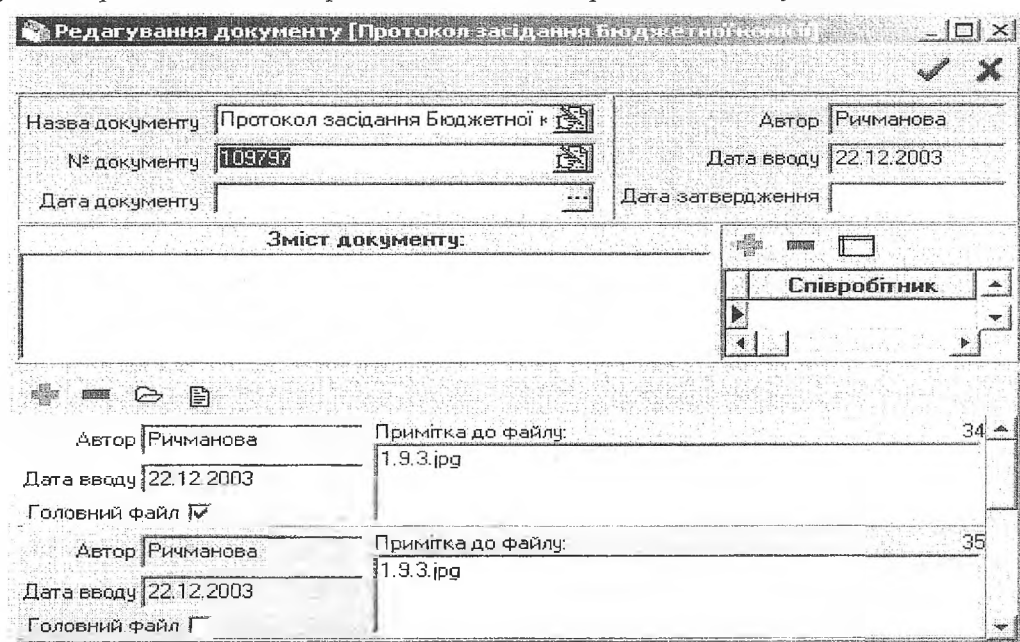 Редагування документу [Протокол засідання Бюджетної комісії]
Назва документу Протокол засідання Бюджетної к
№ документу 109797
Дата документу
Автор Ричманова
Дата вводу 22.12.2003
Дата затвердження
Зміст документу:
Співробітник
Автор Ричманова
Дата вводу 22.12.2003
Головний файл
Примітка до файлу: 34
1.9.3.jpg
Автор Ричманова
Дата вводу 22.12.2003
Головний файл
Примітка до файлу: 35
1.9.3.jpg